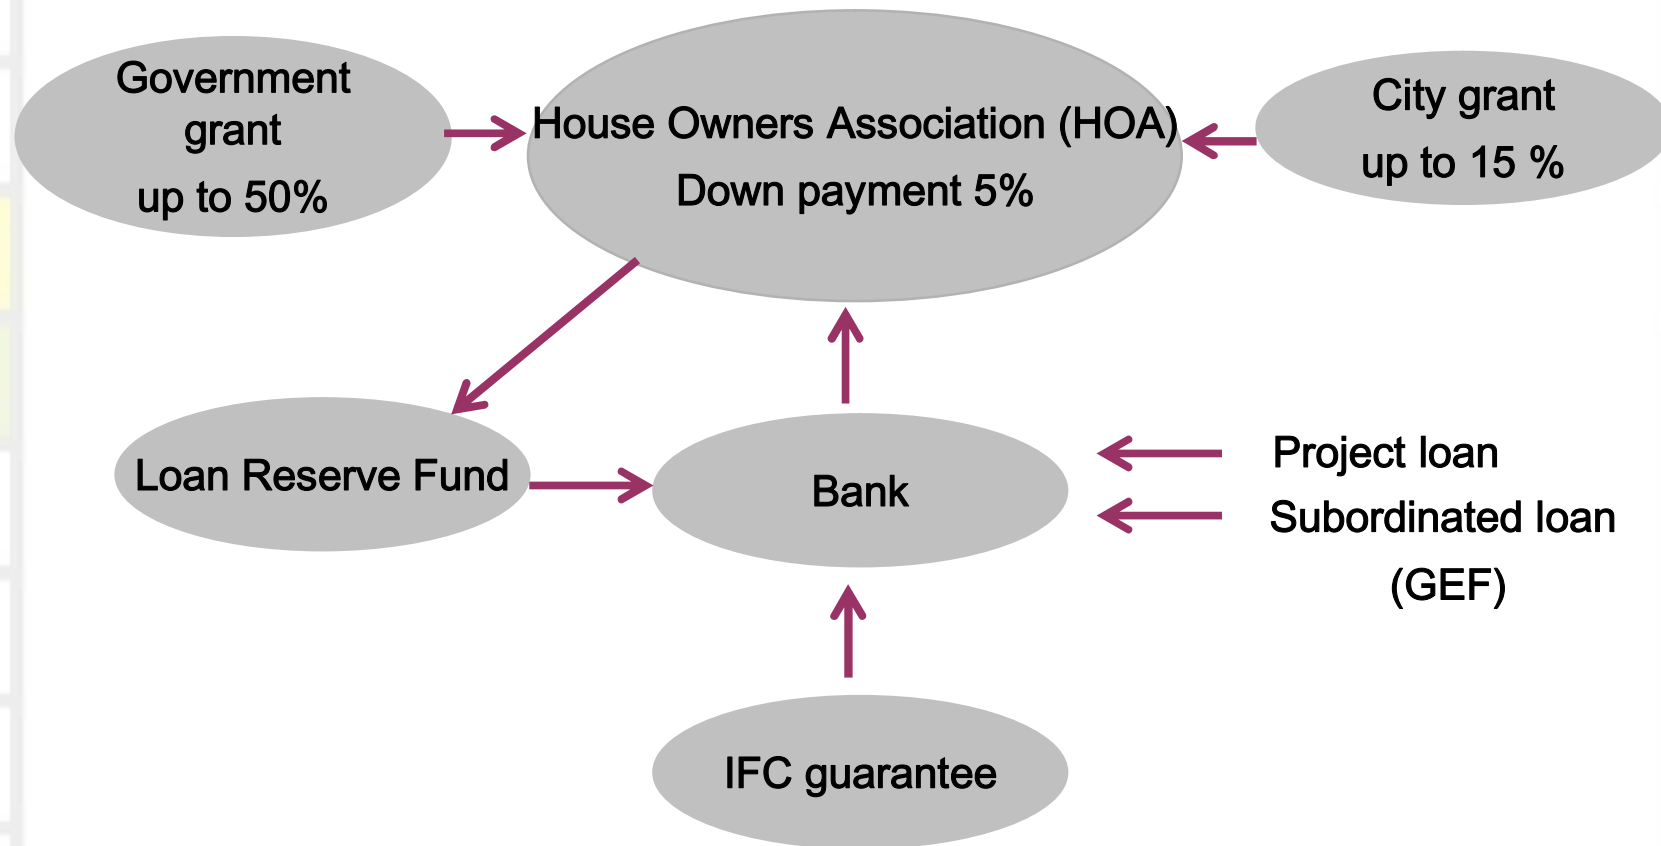 Government
grant
up to 50%
House Owners Association (HOA)
Down payment 5%
City grant
up to 15 %
Loan Reserve Fund
Bank
Project loan
Subordinated loan
(GEF)
IFC guarantee